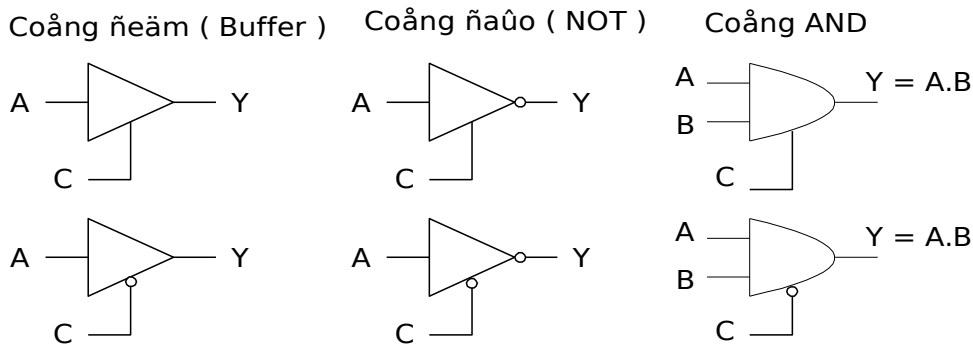 Coång ñeäm ( Buffer )
Coång ñaûo ( NOT )
Coång AND
A
Y
C
A
Y
C
A
B
C
Y = A.B
A
Y
C
A
Y
C
A
B
C
Y = A.B